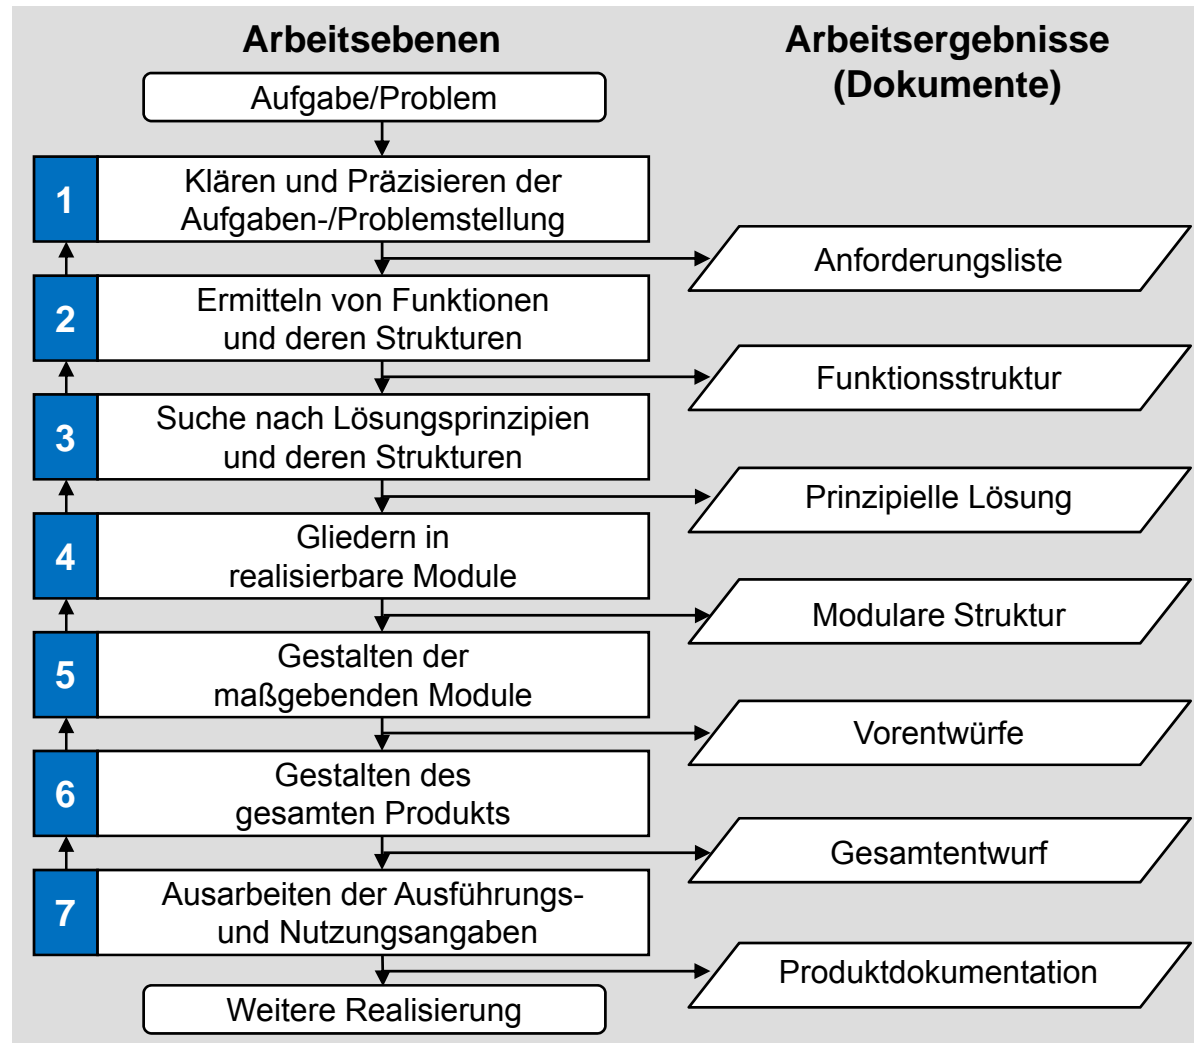 Arbeitsebenen
Arbeitsergebnisse
(Dokumente)
Aufgabe/Problem
1
Klären und Präzisieren der
Aufgaben-/Problemstellung
Anforderungsliste
2
Ermitteln von Funktionen
und deren Strukturen
Funktionsstruktur
3
Suche nach Lösungsprinzipien
und deren Strukturen
Prinzipielle Lösung
4
Gliedern in
realisierbare Module
Modulare Struktur
5
Gestalten der
maßgebenden Module
Vorentwürfe
6
Gestalten des
gesamten Produkts
Gesamtentwurf
7
Ausarbeiten der Ausführungs-
und Nutzungsangaben
Produktdokumentation
Weitere Realisierung